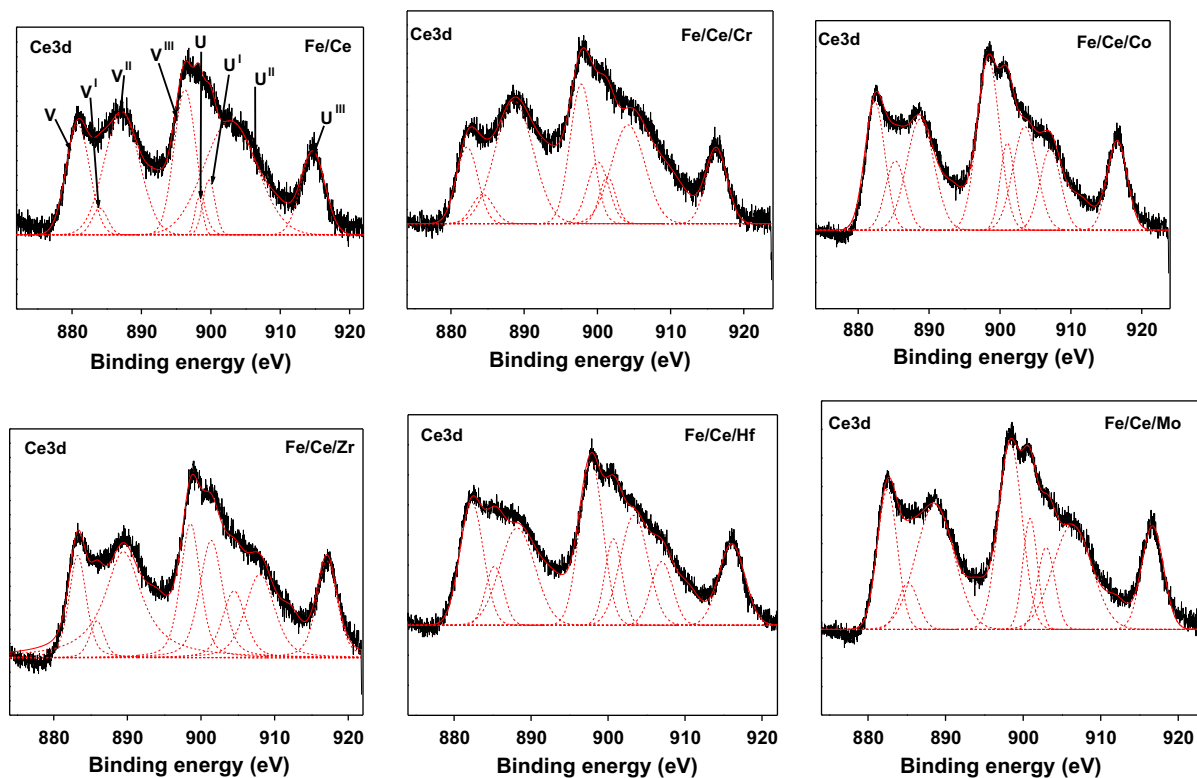 Ce3d
Fe/Ce
V
V I
V II
V III
U
U I
U II
U III
880 890 900 910 920
Binding energy (eV)
Ce3d
Fe/Ce/Cr
880 890 900 910 920
Binding energy (eV)
Ce3d
Fe/Ce/Co
880 890 900 910 920
Binding energy (eV)
Ce3d
Fe/Ce/Zr
880 890 900 910 920
Binding energy (eV)
Ce3d
Fe/Ce/Hf
880 890 900 910 920
Binding energy (eV)
Ce3d
Fe/Ce/Mo
880 890 900 910 920
Binding energy (eV)